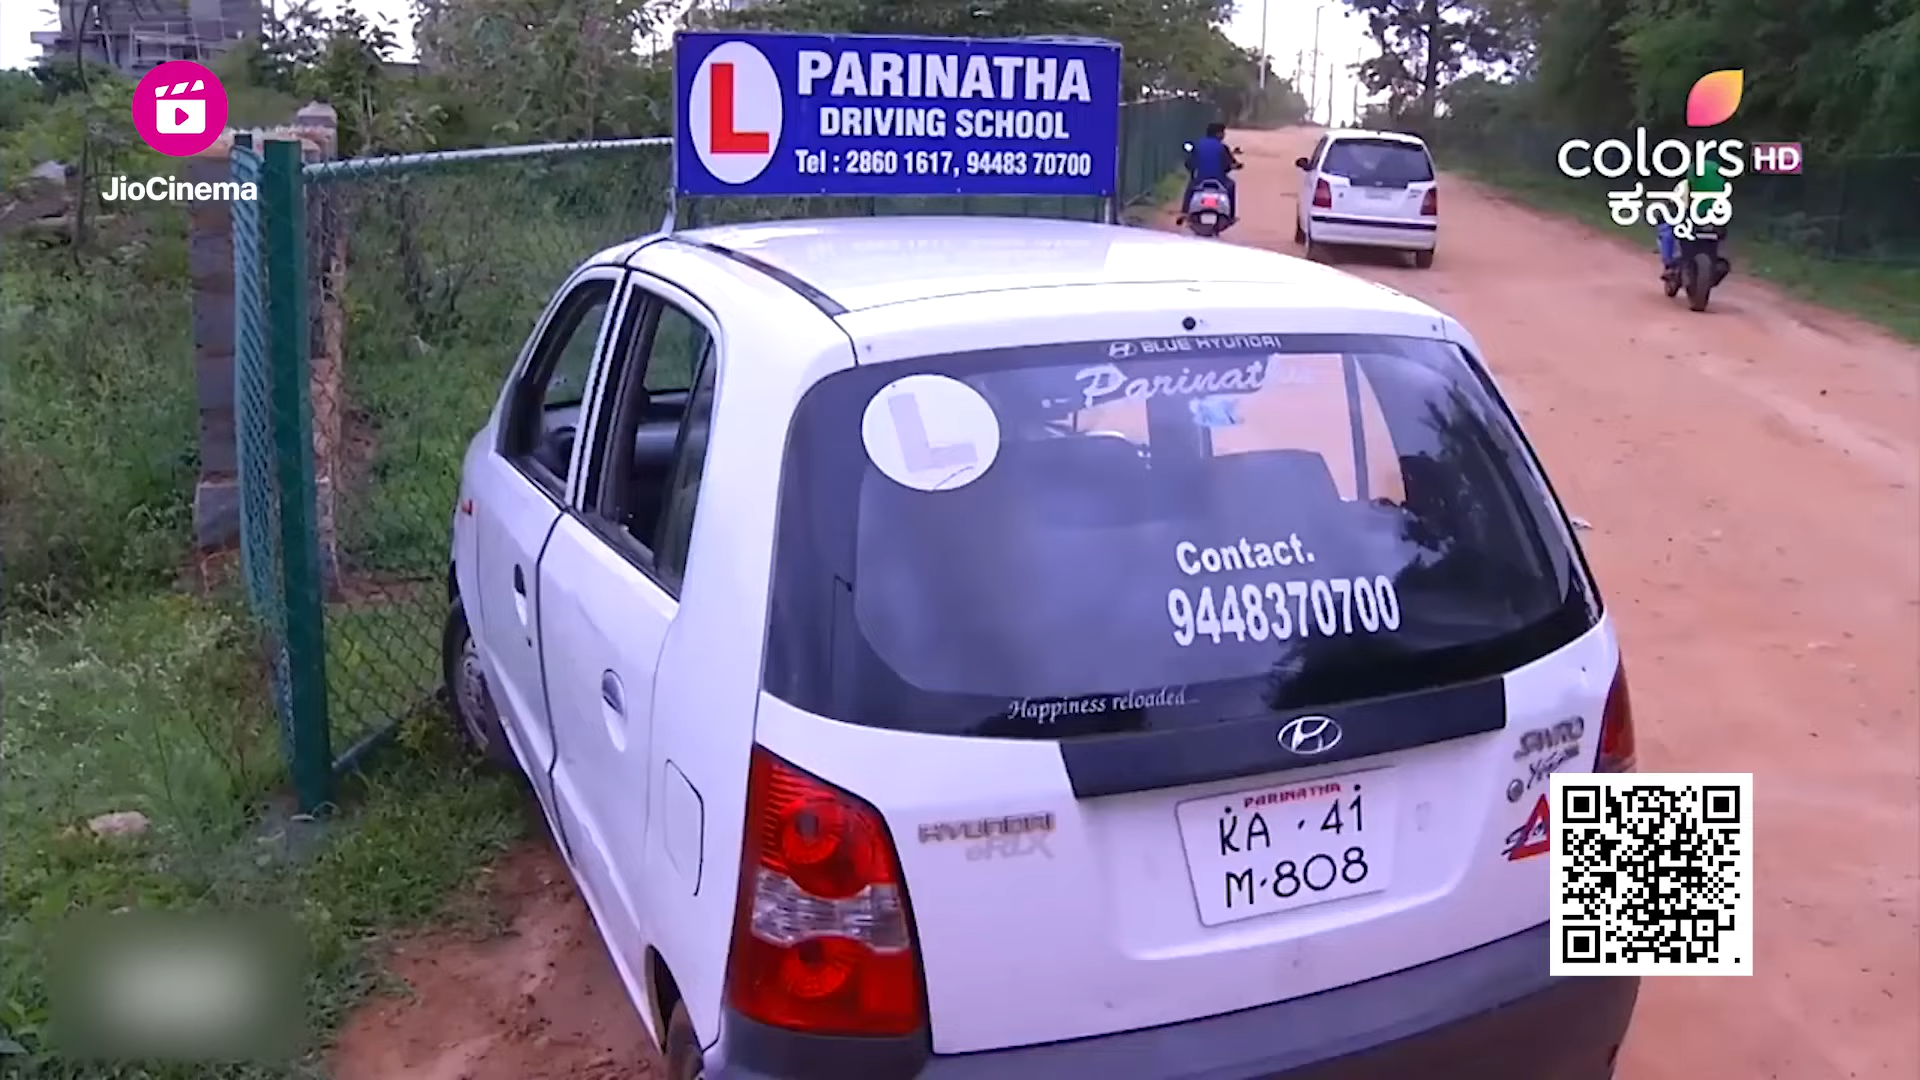 JioCinema
L PARINATHA
DRIVING SCHOOL
Tel : 2860 1617, 94483 70700
colors HD
ಕನ್ನಡ
BLUE HYUNDAI
Parinatha
L
Contact.
9448370700
Happiness reloaded...
HYUNDAI
eRLX
PARINATHA
KA · 41
M·808